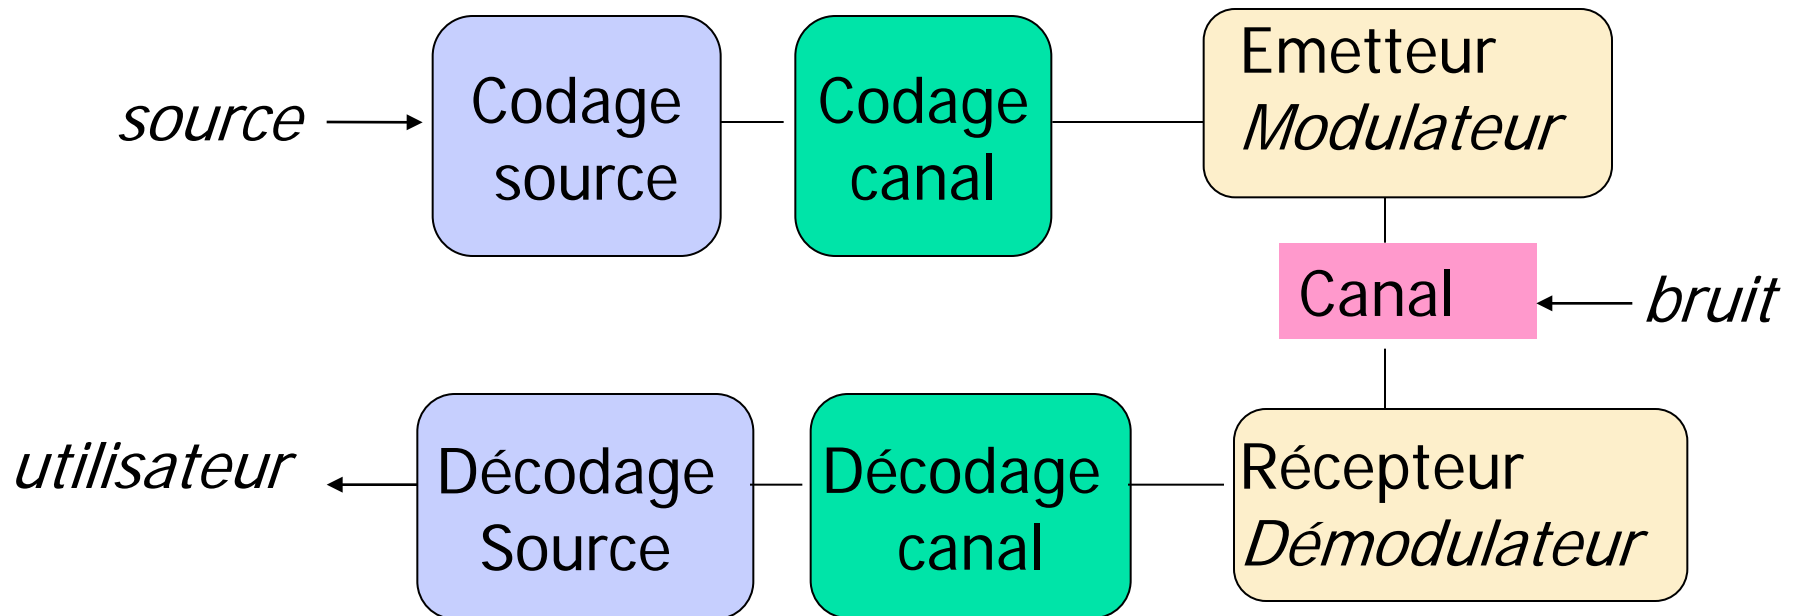 source
Codage
source
Codage
canal
Emetteur
Modulateur
Canal
bruit
utilisateur
Décodage
Source
Décodage
canal
Récepteur
Démodulateur